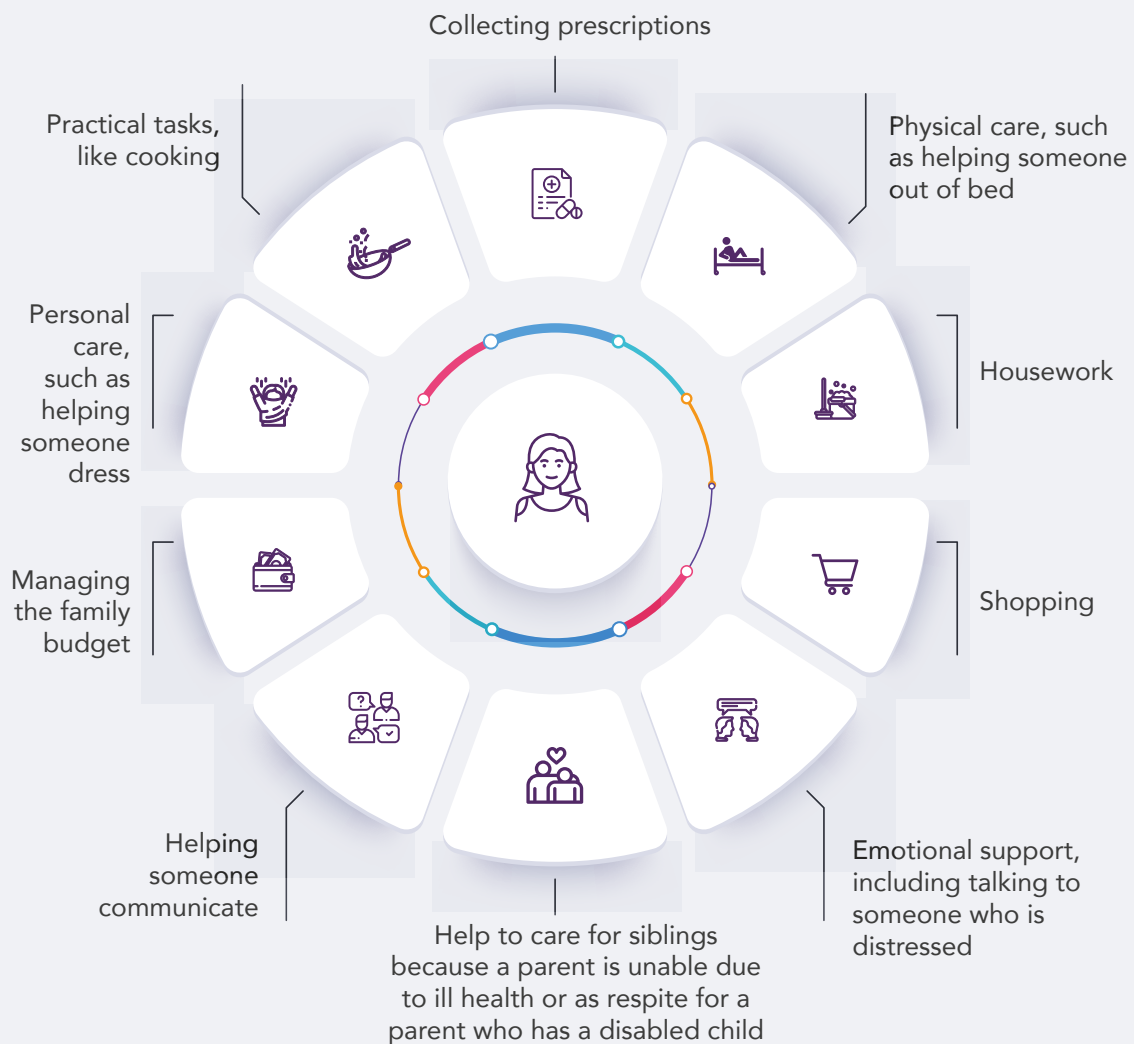 Collecting prescriptions
Practical tasks,
like cooking
Physical care, such
as helping someone
out of bed
Personal
care,
such as
helping
someone
dress
Housework
Managing
the family
budget
Shopping
Helping
someone
communicate
Emotional support,
including talking to
someone who is
distressed
Help to care for siblings
because a parent is unable due
to ill health or as respite for a
parent who has a disabled child
?